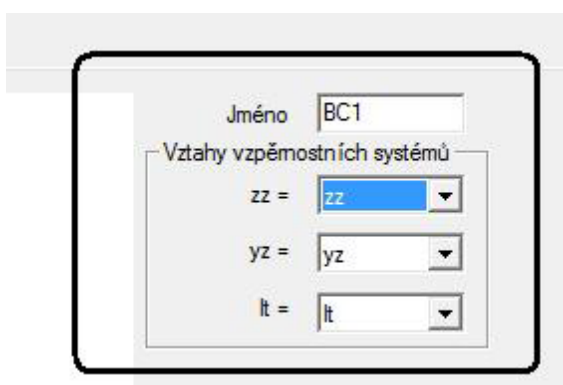 Jméno BC1
Vztahy vzpěrnostních systémů
zz = zz
yz = yz
lt = lt